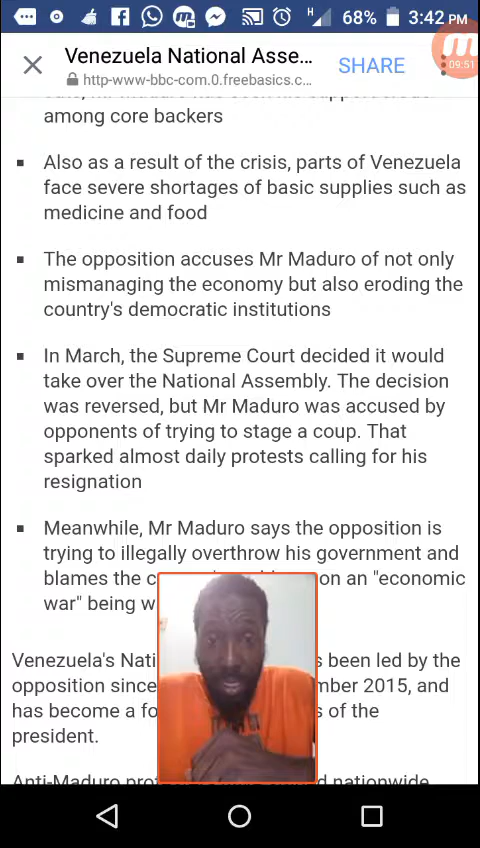 H 68% 3:42 PM
Venezuela National Asse...
http-www-bbc-com.0.freebasics.c...
SHARE
09:51
among core backers
▪ Also as a result of the crisis, parts of Venezuela
face severe shortages of basic supplies such as
medicine and food
▪ The opposition accuses Mr Maduro of not only
mismanaging the economy but also eroding the
country's democratic institutions
▪ In March, the Supreme Court decided it would
take over the National Assembly. The decision
was reversed, but Mr Maduro was accused by
opponents of trying to stage a coup. That
sparked almost daily protests calling for his
resignation
▪ Meanwhile, Mr Maduro says the opposition is
trying to illegally overthrow his government and
blames the on an "economic
war" being
Venezuela's been led by the
opposition since 2015, and
has become a of the
president.
Anti-Maduro nationwide